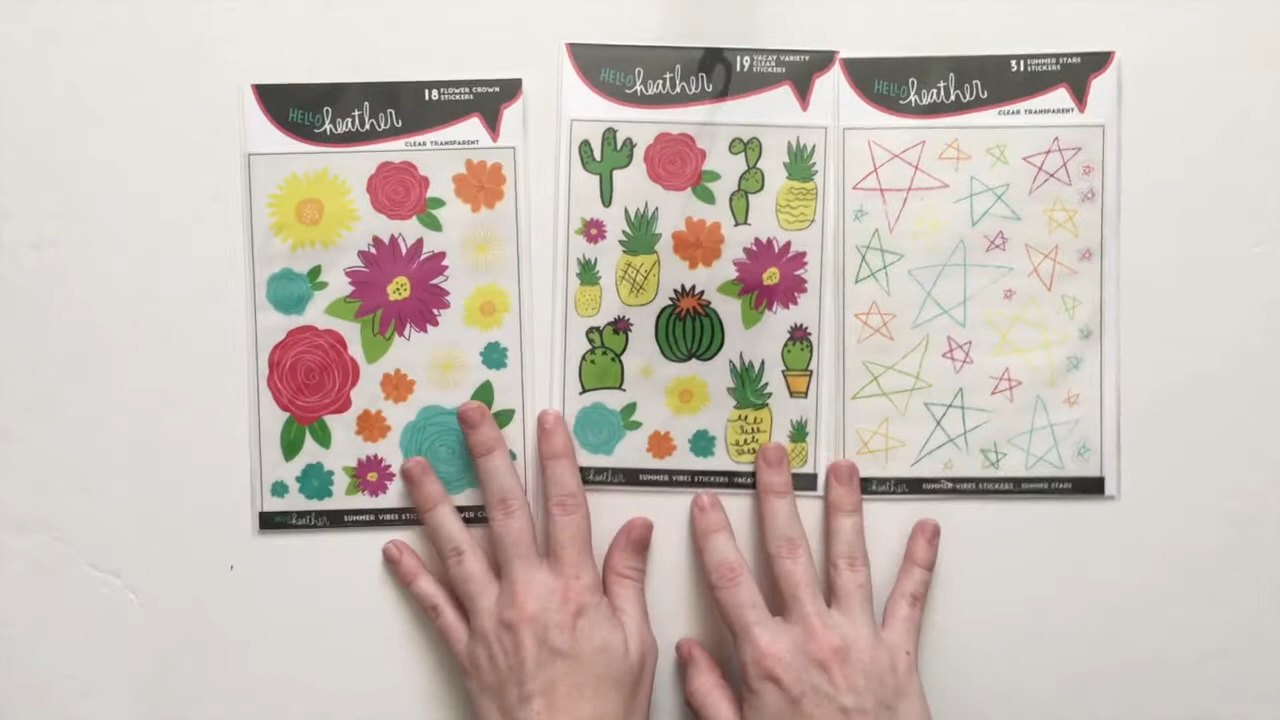 18 FLOWER CROWN
STICKERS
HELLO heather
CLEAR TRANSPARENT
heather SUMMER VIBES
19 VACAY VARIETY
CLEAR
STICKERS
HELLO heather
heather SUMMER VIBES STICKERS
31 SUMMER STARS
STICKERS
HELLO heather
CLEAR TRANSPARENT
heather SUMMER VIBES STICKERS : SUMMER STARS